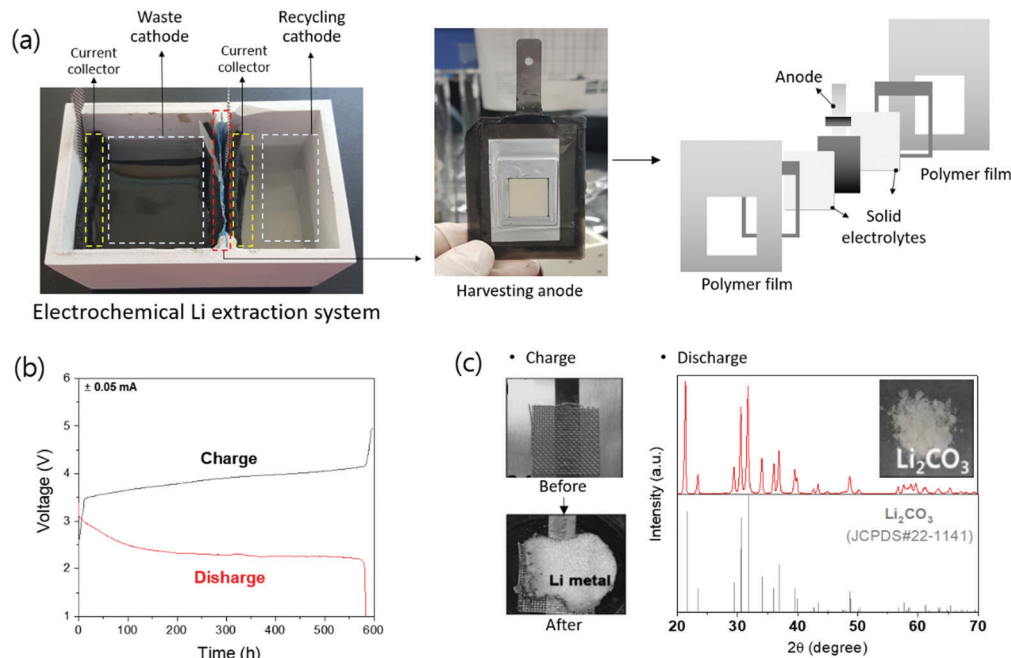 (a)
Waste
cathode
Recycling
cathode
Current
collector
Current
collector
Electrochemical Li extraction system
Harvesting anode
Anode
Polymer film
Solid
electrolytes
Polymer film
(b)
± 0.05 mA
Charge
Disharge
Voltage (V)
6
5
4
3
2
1
0 100 200 300 400 500 600
Time (h)
(c)
• Charge
Before
Li metal
After
• Discharge
Intensity (a.u.)
Li₂CO₃
Li₂CO₃
(JCPDS#22-1141)
20 30 40 50 60 70
2θ (degree)